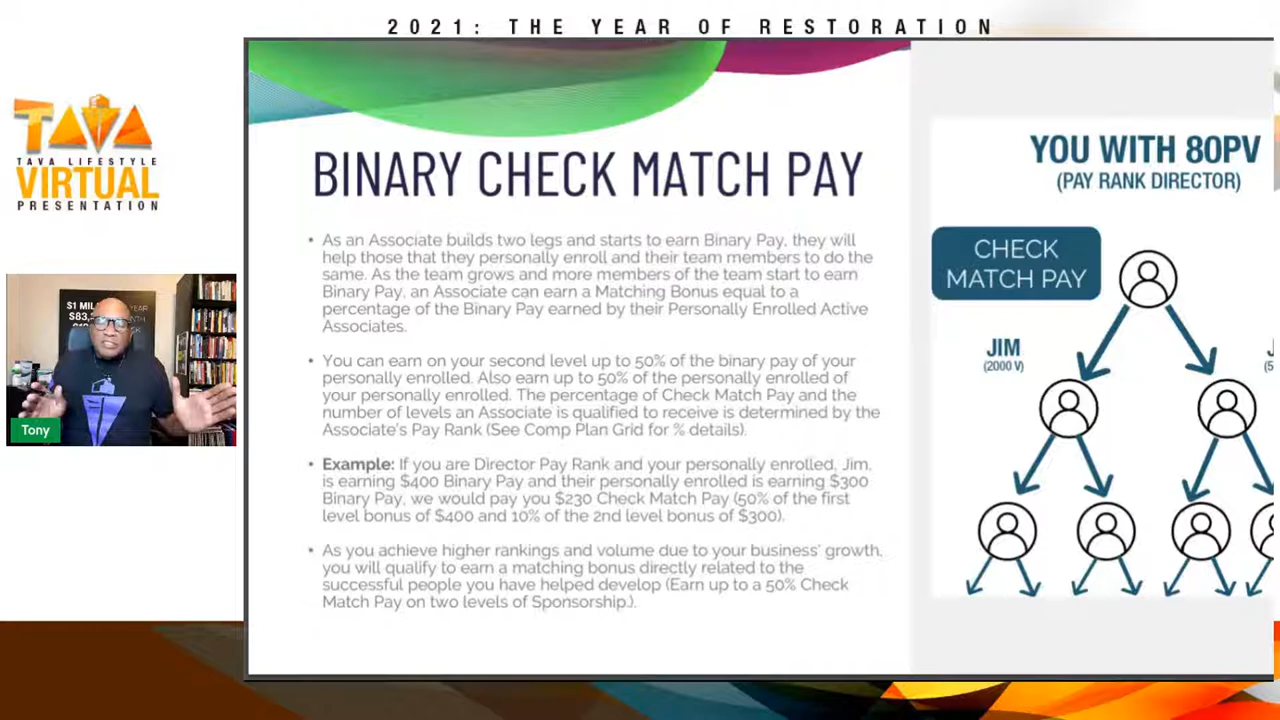 2021: THE YEAR OF RESTORATION
TAVA
TAVA LIFESTYLE
VIRTUAL
PRESENTATION
$1 MIL
$83,
Tony
BINARY CHECK MATCH PAY
• As an Associate builds two legs and starts to earn Binary Pay, they will
help those that they personally enroll and their team members to do the
same. As the team grows and more members of the team start to earn
Binary Pay, an Associate can earn a Matching Bonus equal to a
percentage of the Binary Pay earned by their Personally Enrolled Active
Associates.
• You can earn on your second level up to 50% of the binary pay of your
personally enrolled. Also earn up to 50% of the personally enrolled of
your personally enrolled. The percentage of Check Match Pay and the
number of levels an Associate is qualified to receive is determined by the
Associate's Pay Rank (See Comp Plan Grid for % details).
• Example: If you are Director Pay Rank and your personally enrolled, Jim,
is earning $400 Binary Pay and their personally enrolled is earning $300
Binary Pay, we would pay you $230 Check Match Pay (50% of the first
level bonus of $400 and 10% of the 2nd level bonus of $300).
• As you achieve higher rankings and volume due to your business' growth,
you will qualify to earn a matching bonus directly related to the
successful people you have helped develop (Earn up to a 50% Check
Match Pay on two levels of Sponsorship.).
YOU WITH 80PV
(PAY RANK DIRECTOR)
CHECK
MATCH PAY
JIM
(2000 V)
(5